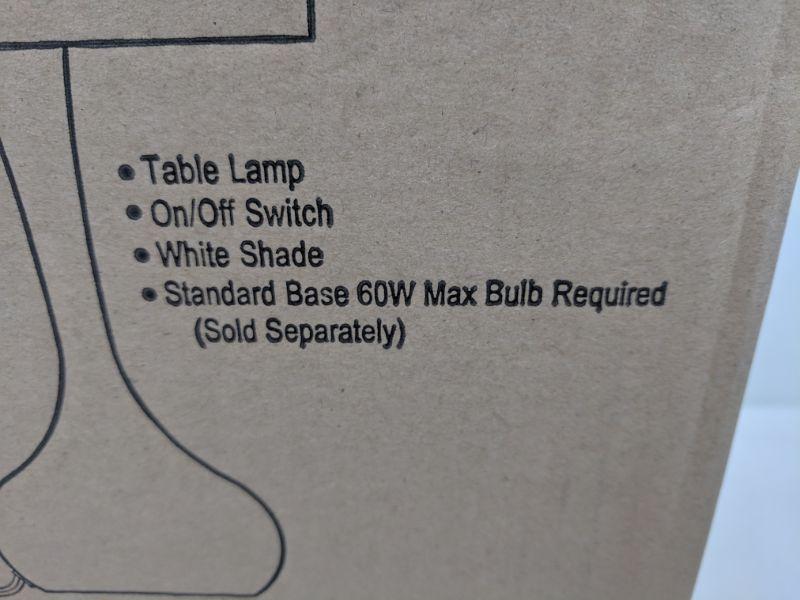 • Table Lamp
• On/Off Switch
• White Shade
• Standard Base 60W Max Bulb Required
(Sold Separately)